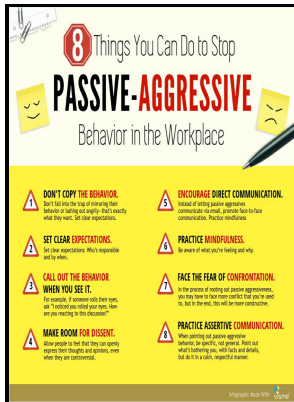 8 Things You Can Do to Stop
PASSIVE-AGGRESSIVE
Behavior in the Workplace
1
DON'T COPY THE BEHAVIOR.
Don't fall into the trap of mirroring their
behavior or lashing out angrily–that's exactly
what they want. Set clear expectations.
2
SET CLEAR EXPECTATIONS.
Set clear expectations: Who's responsible
and by when.
3
CALL OUT THE BEHAVIOR
WHEN YOU SEE IT.
For example, if someone rolls their eyes,
ask "I noticed you rolled your eyes. How
are you reacting to this discussion?"
4
MAKE ROOM FOR DISSENT.
Allow people to feel that they can openly
express their thoughts and opinions, even
when they are controversial.
5
ENCOURAGE DIRECT COMMUNICATION.
Instead of letting passive aggressives
communicate via email, promote face-to-face
communication. Practice mindfulness
6
PRACTICE MINDFULNESS.
Be aware of what you're feeling and why.
7
FACE THE FEAR OF CONFRONTATION.
In the process of rooting out passive aggressiveness,
you may have to face more conflict that you're used
to, but in the end, this will be more constructive.
8
PRACTICE ASSERTIVE COMMUNICATION.
When pointing out passive aggressive
behavior, be specific, not general. Point out
what's bothering you, with facts and details,
but do it in a calm, respectful manner.
Infographic Made With visme